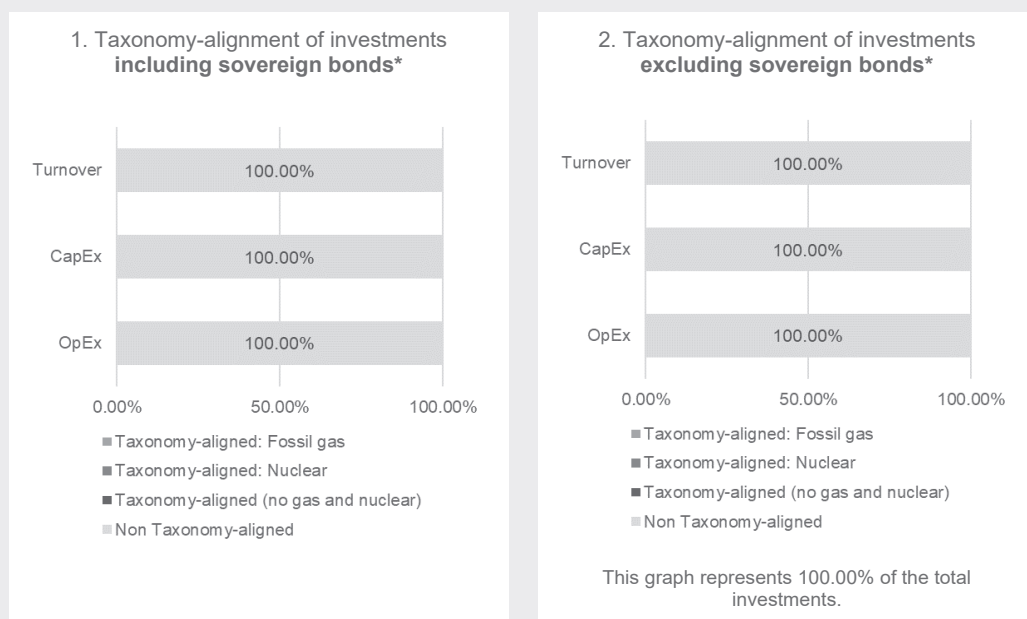 1. Taxonomy-alignment of investments
including sovereign bonds*
Turnover
100.00%
CapEx
100.00%
OpEx
100.00%
0.00%
50.00%
100.00%
Taxonomy-aligned: Fossil gas
Taxonomy-aligned: Nuclear
Taxonomy-aligned (no gas and nuclear)
Non Taxonomy-aligned
2. Taxonomy-alignment of investments
excluding sovereign bonds*
Turnover
100.00%
CapEx
100.00%
OpEx
100.00%
0.00%
50.00%
100.00%
Taxonomy-aligned: Fossil gas
Taxonomy-aligned: Nuclear
Taxonomy-aligned (no gas and nuclear)
Non Taxonomy-aligned
This graph represents 100.00% of the total
investments.